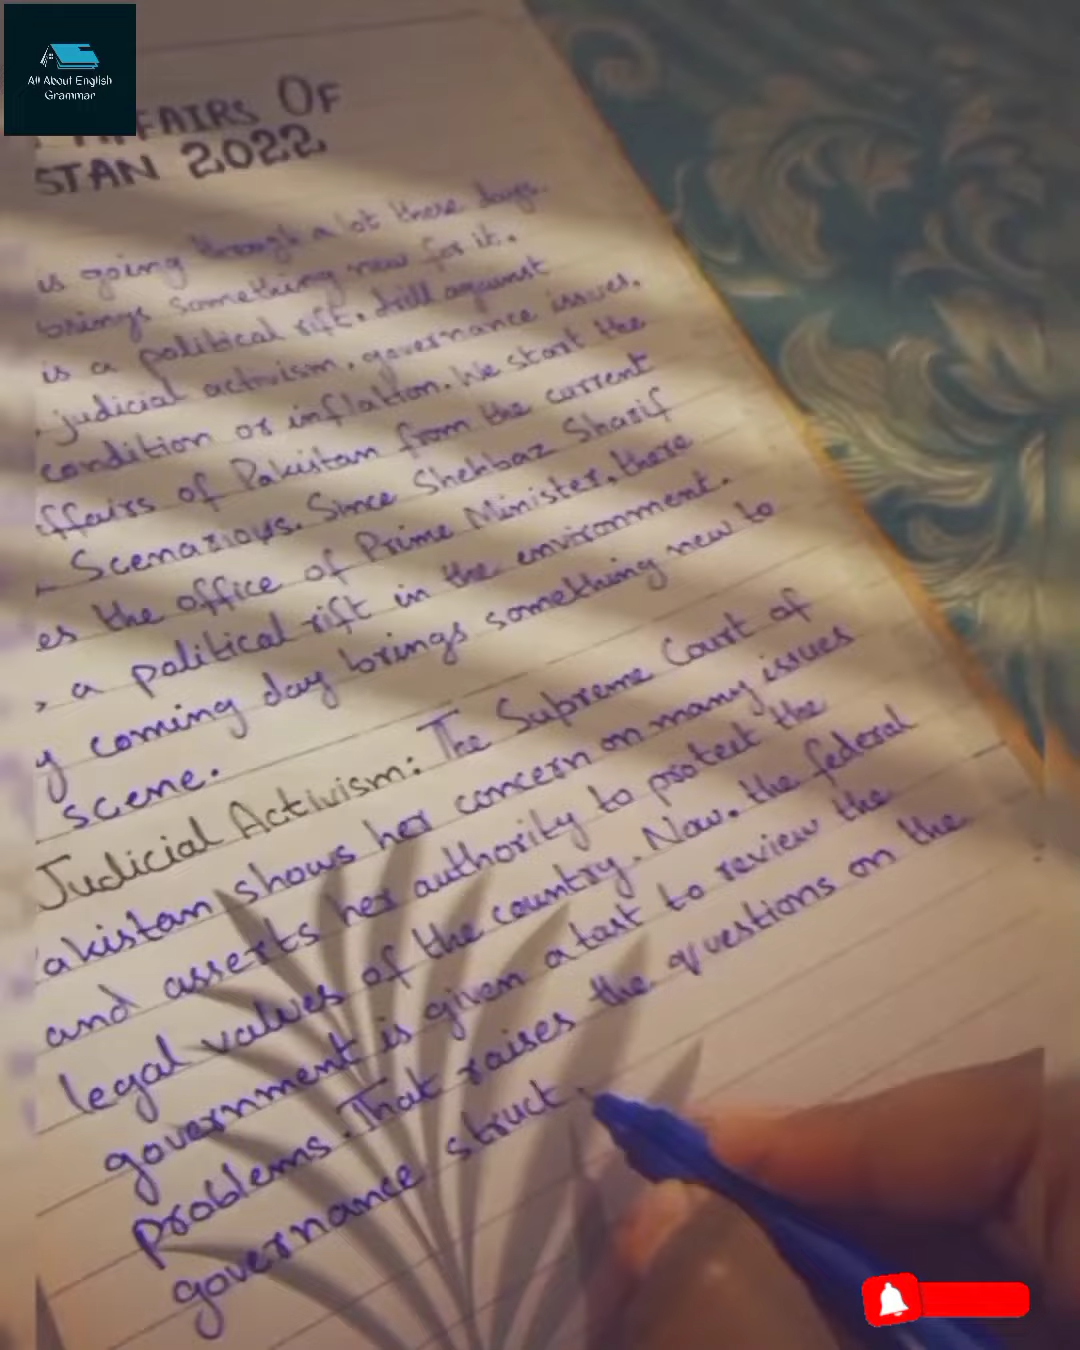 All About English
Grammar
AFFAIRS OF
STAN 2022
is going through a lot these days.
brings something new for it.
is a political rift, drill against
judicial activism, governance issues,
condition or inflation. We start the
ffairs of Pakistan from the current
Scenarious. Since Shehbaz Sharif
es the office of Prime Minister, there
a political rift in the environment.
y coming day brings something new to
scene.
Judicial Activism: The Supreme Court of
akistan shows her concern on many issues
and asserts her authority to protect the
legal values of the country. Now, the federal
government is given a tast to review the
problems. That raises the questions on the
governance struct